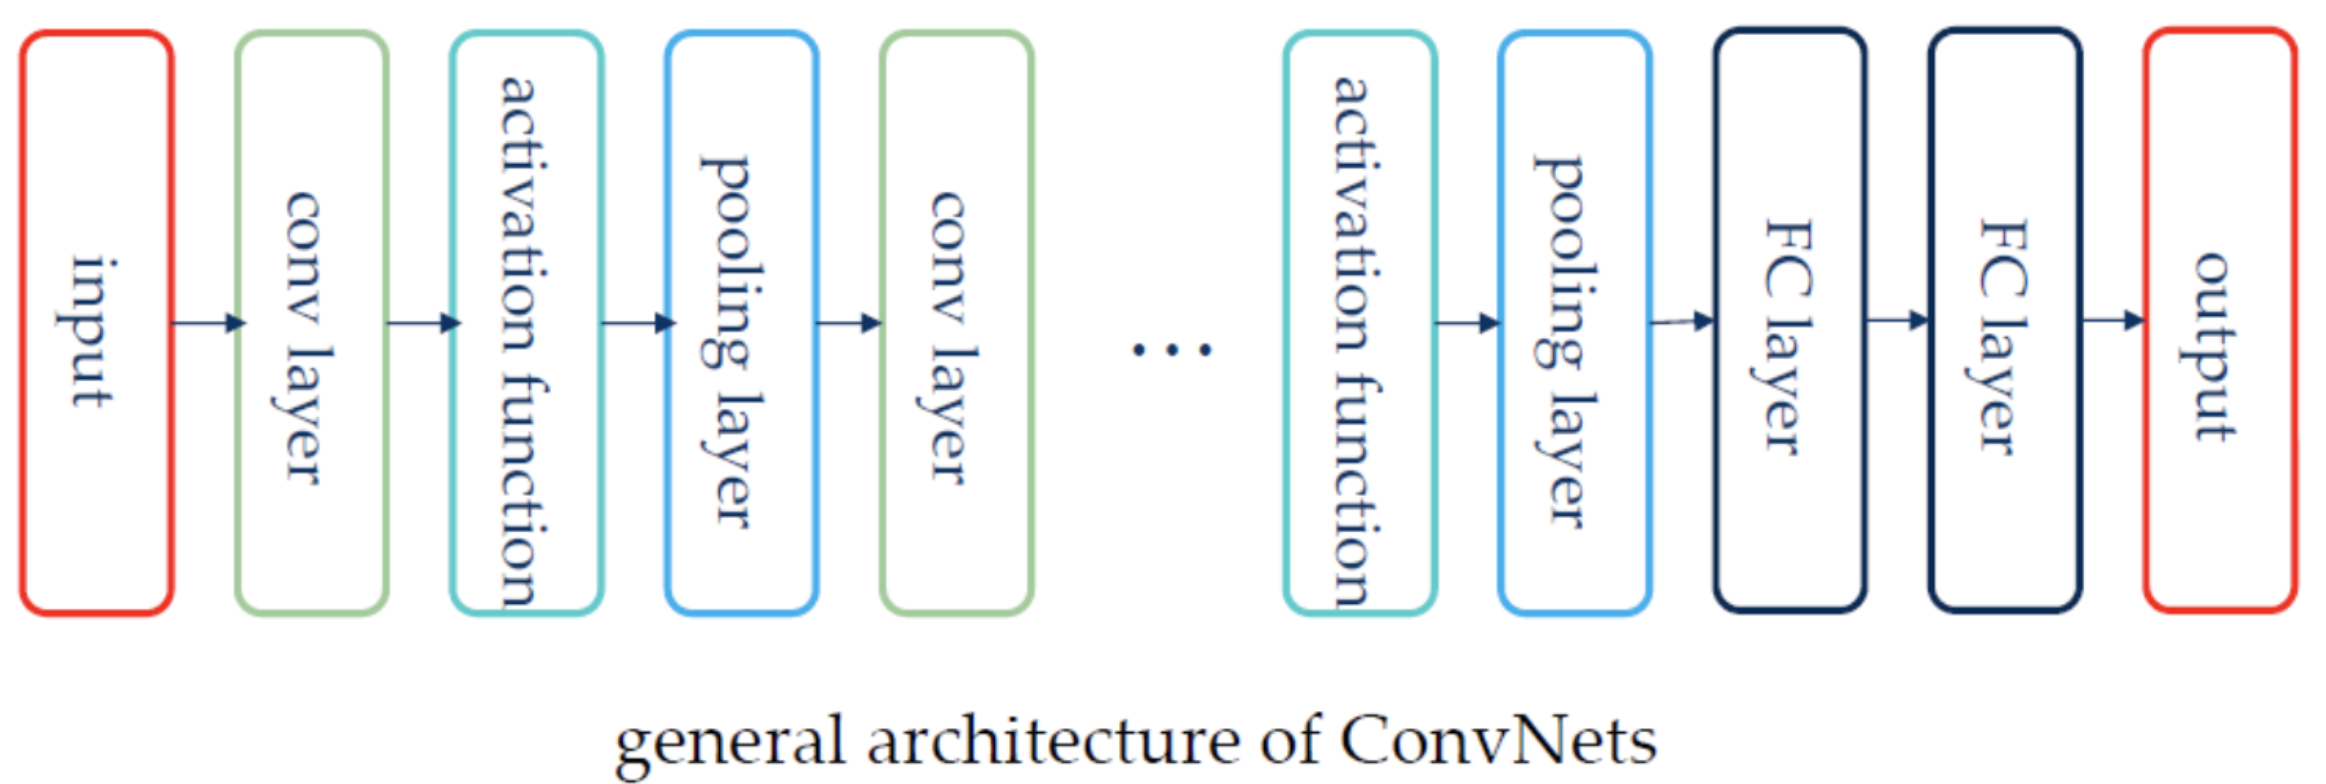 input
conv layer
activation function
pooling layer
conv layer
...
activation function
pooling layer
FC layer
FC layer
output
general architecture of ConvNets